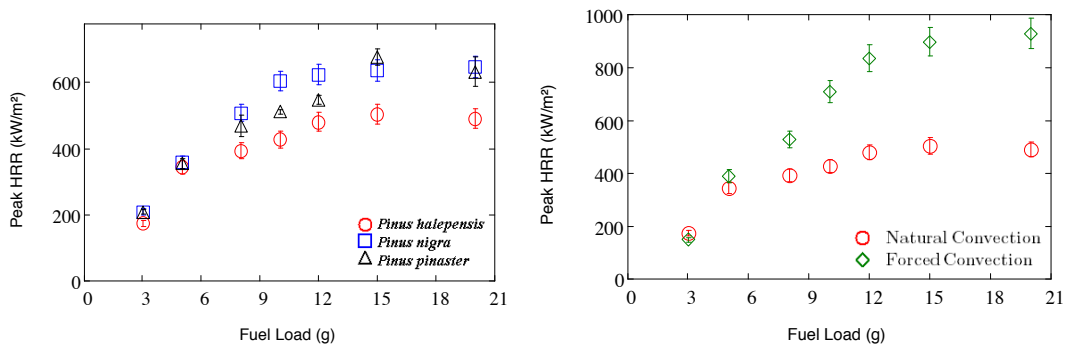 Peak HRR (kW/m²)
600
400
200
0
Pinus halepensis
Pinus nigra
Pinus pinaster
0 3 6 9 12 15 18 21
Fuel Load (g)
Peak HRR (kW/m²)
1000
800
600
400
200
0
Natural Convection
Forced Convection
0 3 6 9 12 15 18 21
Fuel Load (g)